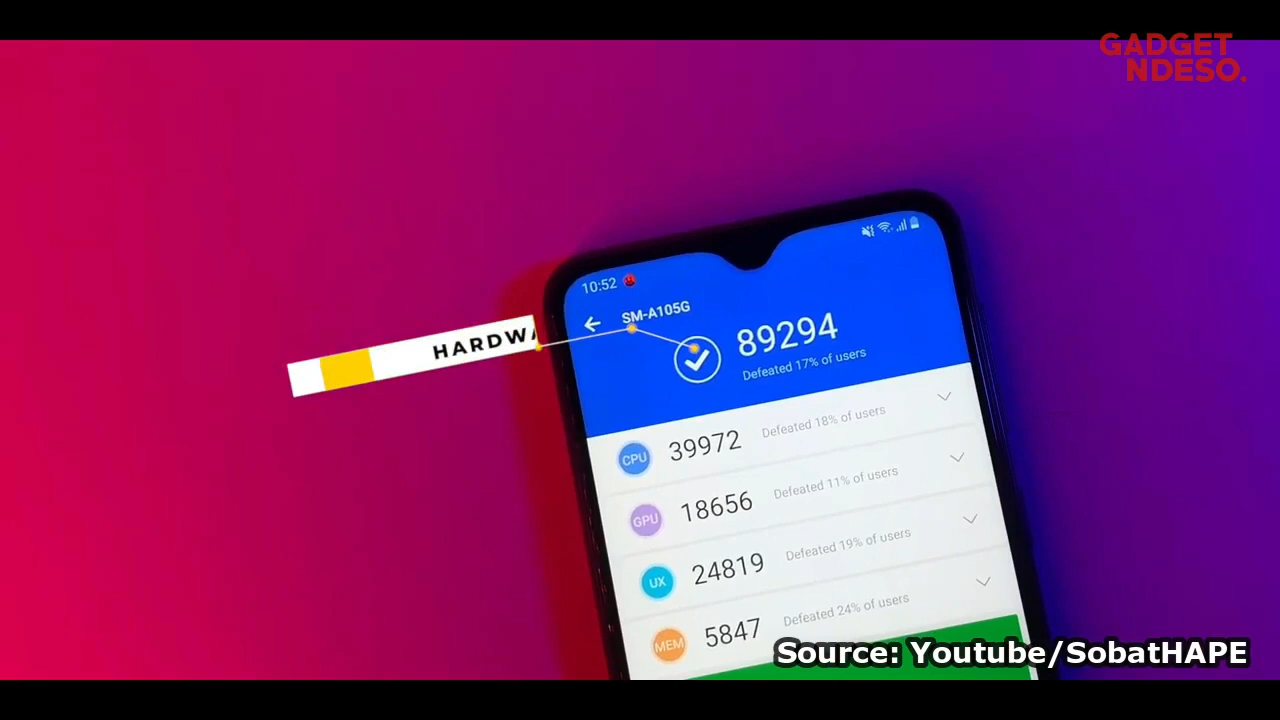 GADGET
NDESO.
10:52
SM-A105G
89294
Defeated 17% of users
HARDWA
CPU 39972 Defeated 18% of users
GPU 18656 Defeated 11% of users
UX 24819 Defeated 19% of users
MEM 5847 Defeated 24% of users
Source: Youtube/SobatHAPE